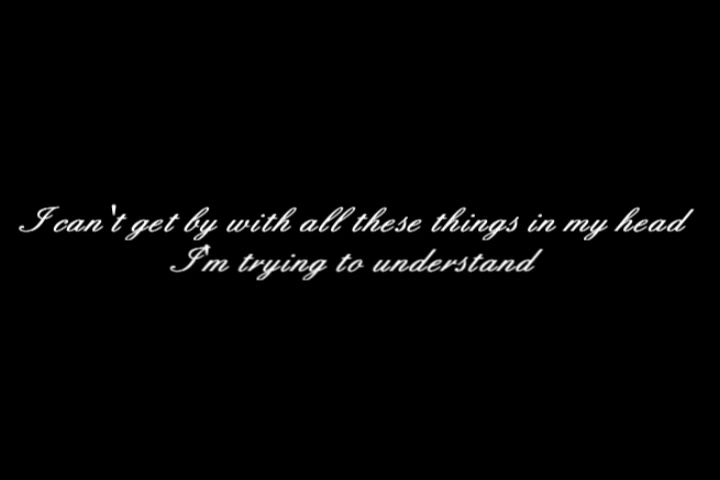 I can't get by with all these things in my head
I'm trying to understand